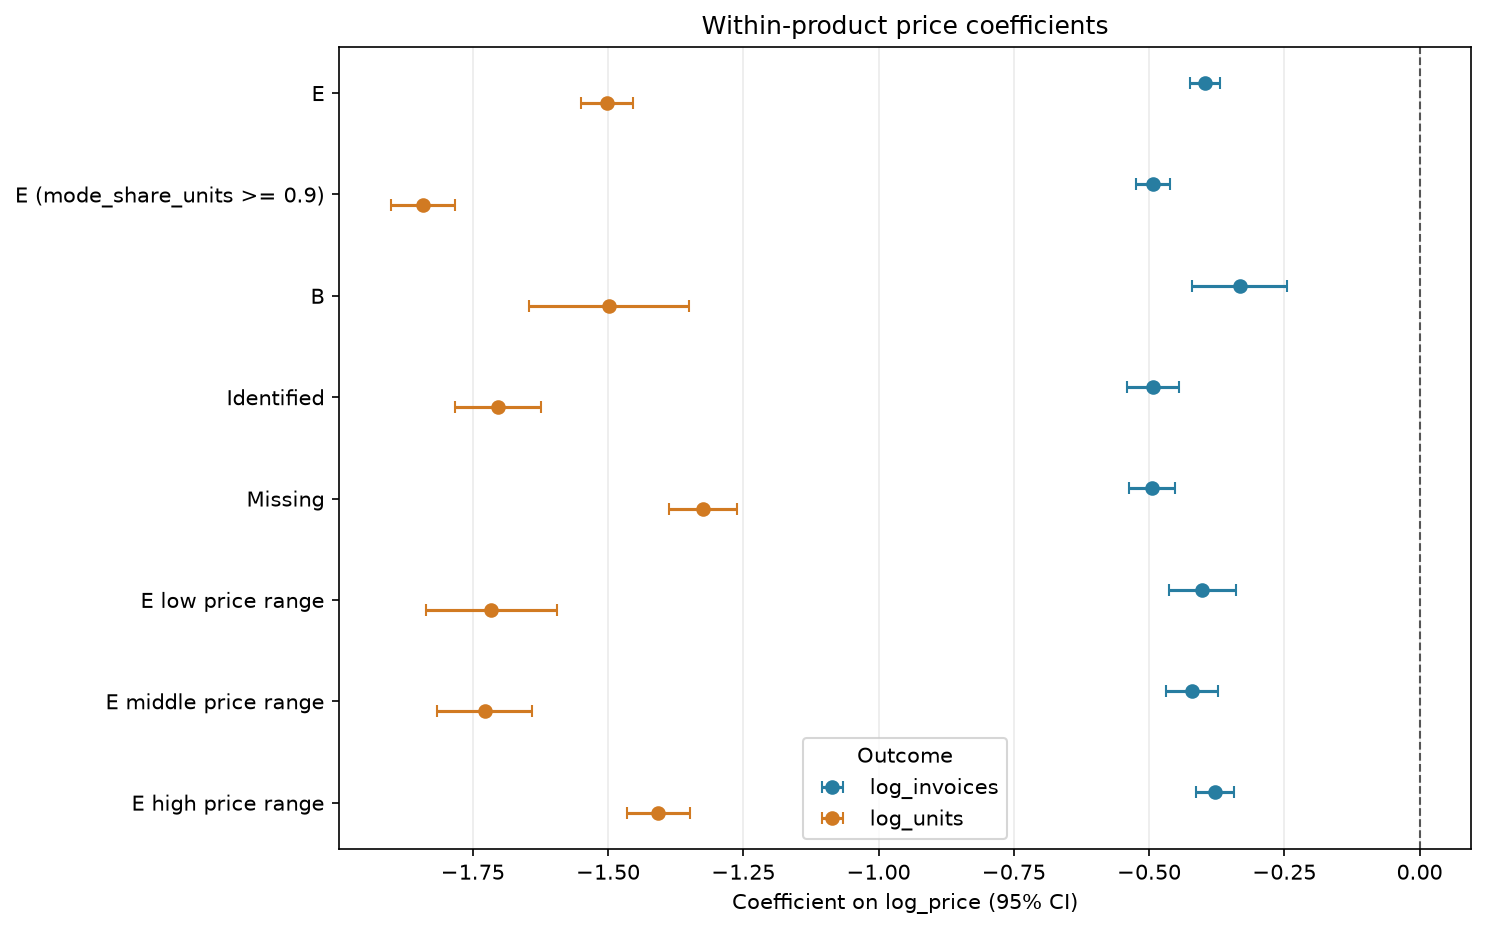 Within-product price coefficients
E
E (mode_share_units >= 0.9)
B
Identified
Missing
E low price range
E middle price range
E high price range
Outcome
log_invoices
log_units
−1.75 −1.50 −1.25 −1.00 −0.75 −0.50 −0.25 0.00
Coefficient on log_price (95% CI)